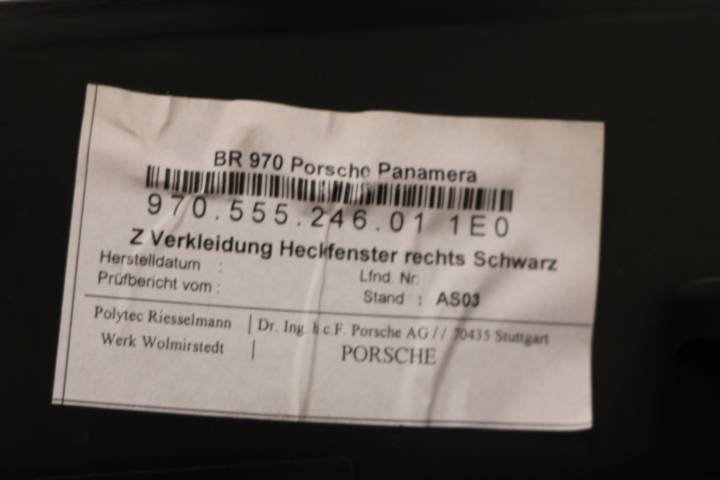 BR 970 Porsche Panamera
970.555.246.01 1E0
Z Verkleidung Heckfenster rechts Schwarz
Herstelldatum :
Lfnd. Nr:
Prüfbericht vom :
Stand : AS03
Polytec Riesselmann | Dr. Ing. h.c.F. Porsche AG // 70435 Stuttgart
Werk Wolmirstedt | PORSCHE